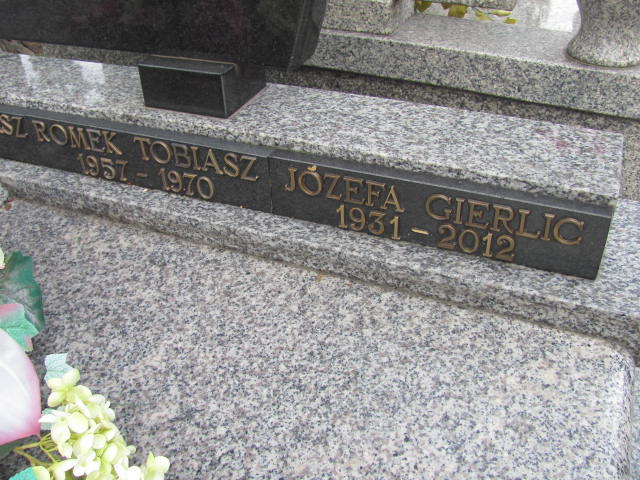 ROMEK TOBIASZ
1957 - 1970
JÓZEFA GIERLIC
1931 - 2012